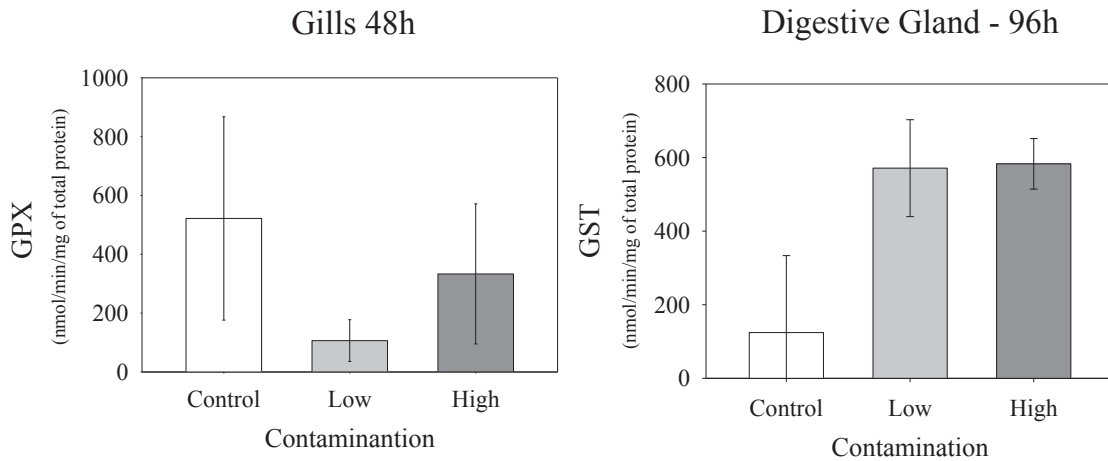 Gills 48h
GPX
(nmol/min/mg of total protein)
1000
800
600
400
200
0
Control Low High
Contaminantion
Digestive Gland - 96h
GST
(nmol/min/mg of total protein)
800
600
400
200
0
Control Low High
Contamination